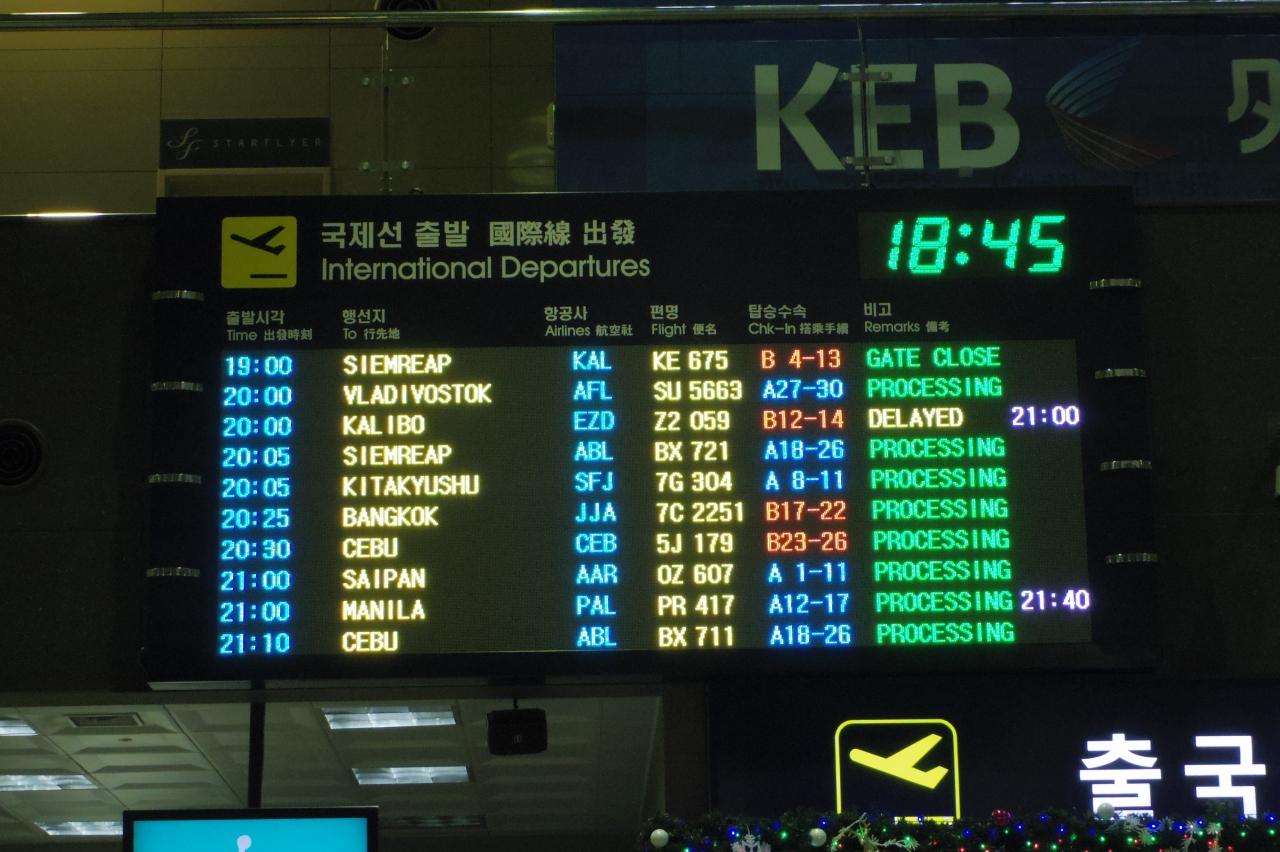 KEB
STARFLYER
국제선 출발 國際線 出發
International Departures
18:45
출발시각 행선지 항공사 편명 탑승수속 비고
Time 出發時刻 To 行先地 Airlines 航空社 Flight 便名 Chk-In 搭乘手續 Remarks 備考
19:00 SIEMREAP KAL KE 675 B 4-13 GATE CLOSE
20:00 VLADIVOSTOK AFL SU 5663 A27-30 PROCESSING
20:00 KALIBO EZD Z2 059 B12-14 DELAYED 21:00
20:05 SIEMREAP ABL BX 721 A18-26 PROCESSING
20:05 KITAKYUSHU SFJ 7G 304 A 8-11 PROCESSING
20:25 BANGKOK JJA 7C 2251 B17-22 PROCESSING
20:30 CEBU CEB 5J 179 B23-26 PROCESSING
21:00 SAIPAN AAR OZ 607 A 1-11 PROCESSING
21:00 MANILA PAL PR 417 A12-17 PROCESSING 21:40
21:10 CEBU ABL BX 711 A18-26 PROCESSING
출국